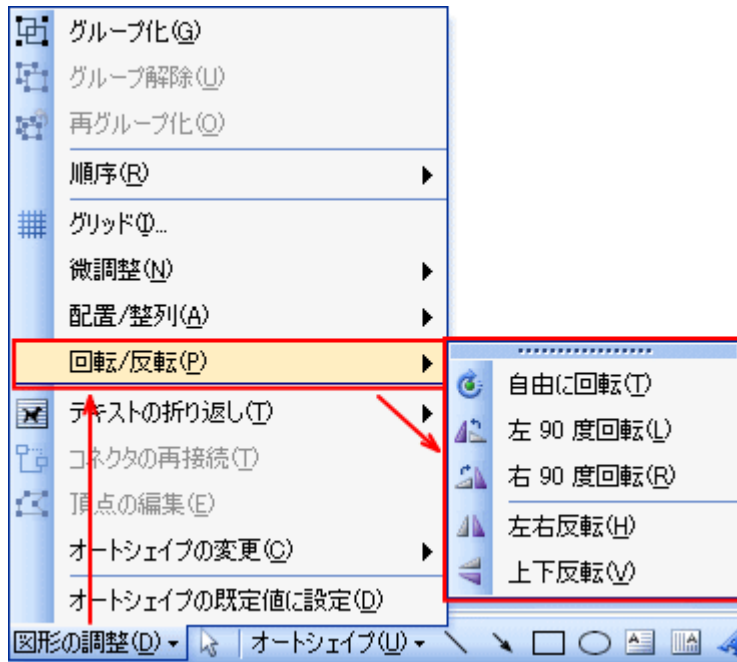 グループ化(G)
グループ解除(U)
再グループ化(O)
順序(R)
グリッド(I)...
微調整(N)
配置/整列(A)
回転/反転(P)
テキストの折り返し(T)
コネクタの再接続(T)
頂点の編集(E)
オートシェイプの変更(C)
オートシェイプの既定値に設定(D)
自由に回転(T)
左 90 度回転(L)
右 90 度回転(R)
左右反転(H)
上下反転(V)
図形の調整(D) オートシェイプ(U)